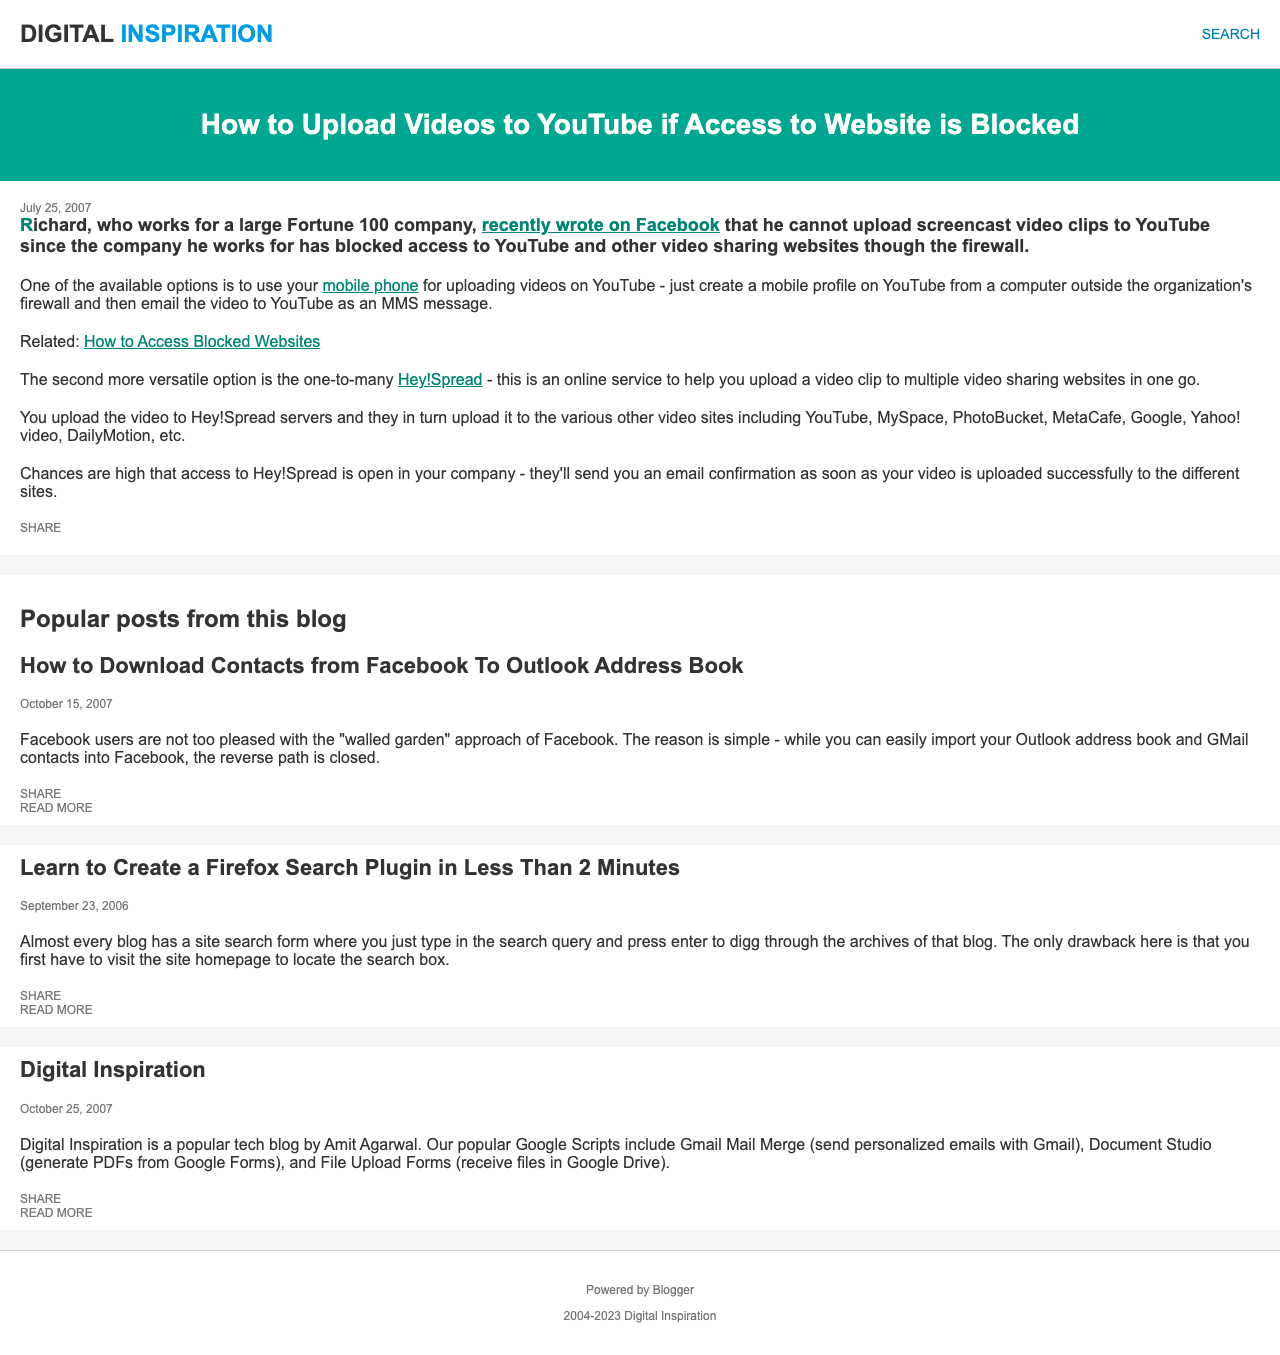 DIGITAL INSPIRATION
SEARCH
How to Upload Videos to YouTube if Access to Website is Blocked
July 25, 2007
Richard, who works for a large Fortune 100 company, recently wrote on Facebook that he cannot upload screencast video clips to YouTube
since the company he works for has blocked access to YouTube and other video sharing websites though the firewall.
One of the available options is to use your mobile phone for uploading videos on YouTube - just create a mobile profile on YouTube from a computer outside the organization's
firewall and then email the video to YouTube as an MMS message.
Related: How to Access Blocked Websites
The second more versatile option is the one-to-many Hey!Spread - this is an online service to help you upload a video clip to multiple video sharing websites in one go.
You upload the video to Hey!Spread servers and they in turn upload it to the various other video sites including YouTube, MySpace, PhotoBucket, MetaCafe, Google, Yahoo!
video, DailyMotion, etc.
Chances are high that access to Hey!Spread is open in your company - they'll send you an email confirmation as soon as your video is uploaded successfully to the different
sites.
SHARE
Popular posts from this blog
How to Download Contacts from Facebook To Outlook Address Book
October 15, 2007
Facebook users are not too pleased with the "walled garden" approach of Facebook. The reason is simple - while you can easily import your Outlook address book and GMail
contacts into Facebook, the reverse path is closed.
SHARE
READ MORE
Learn to Create a Firefox Search Plugin in Less Than 2 Minutes
September 23, 2006
Almost every blog has a site search form where you just type in the search query and press enter to digg through the archives of that blog. The only drawback here is that you
first have to visit the site homepage to locate the search box.
SHARE
READ MORE
Digital Inspiration
October 25, 2007
Digital Inspiration is a popular tech blog by Amit Agarwal. Our popular Google Scripts include Gmail Mail Merge (send personalized emails with Gmail), Document Studio
(generate PDFs from Google Forms), and File Upload Forms (receive files in Google Drive).
SHARE
READ MORE
Powered by Blogger
2004-2023 Digital Inspiration